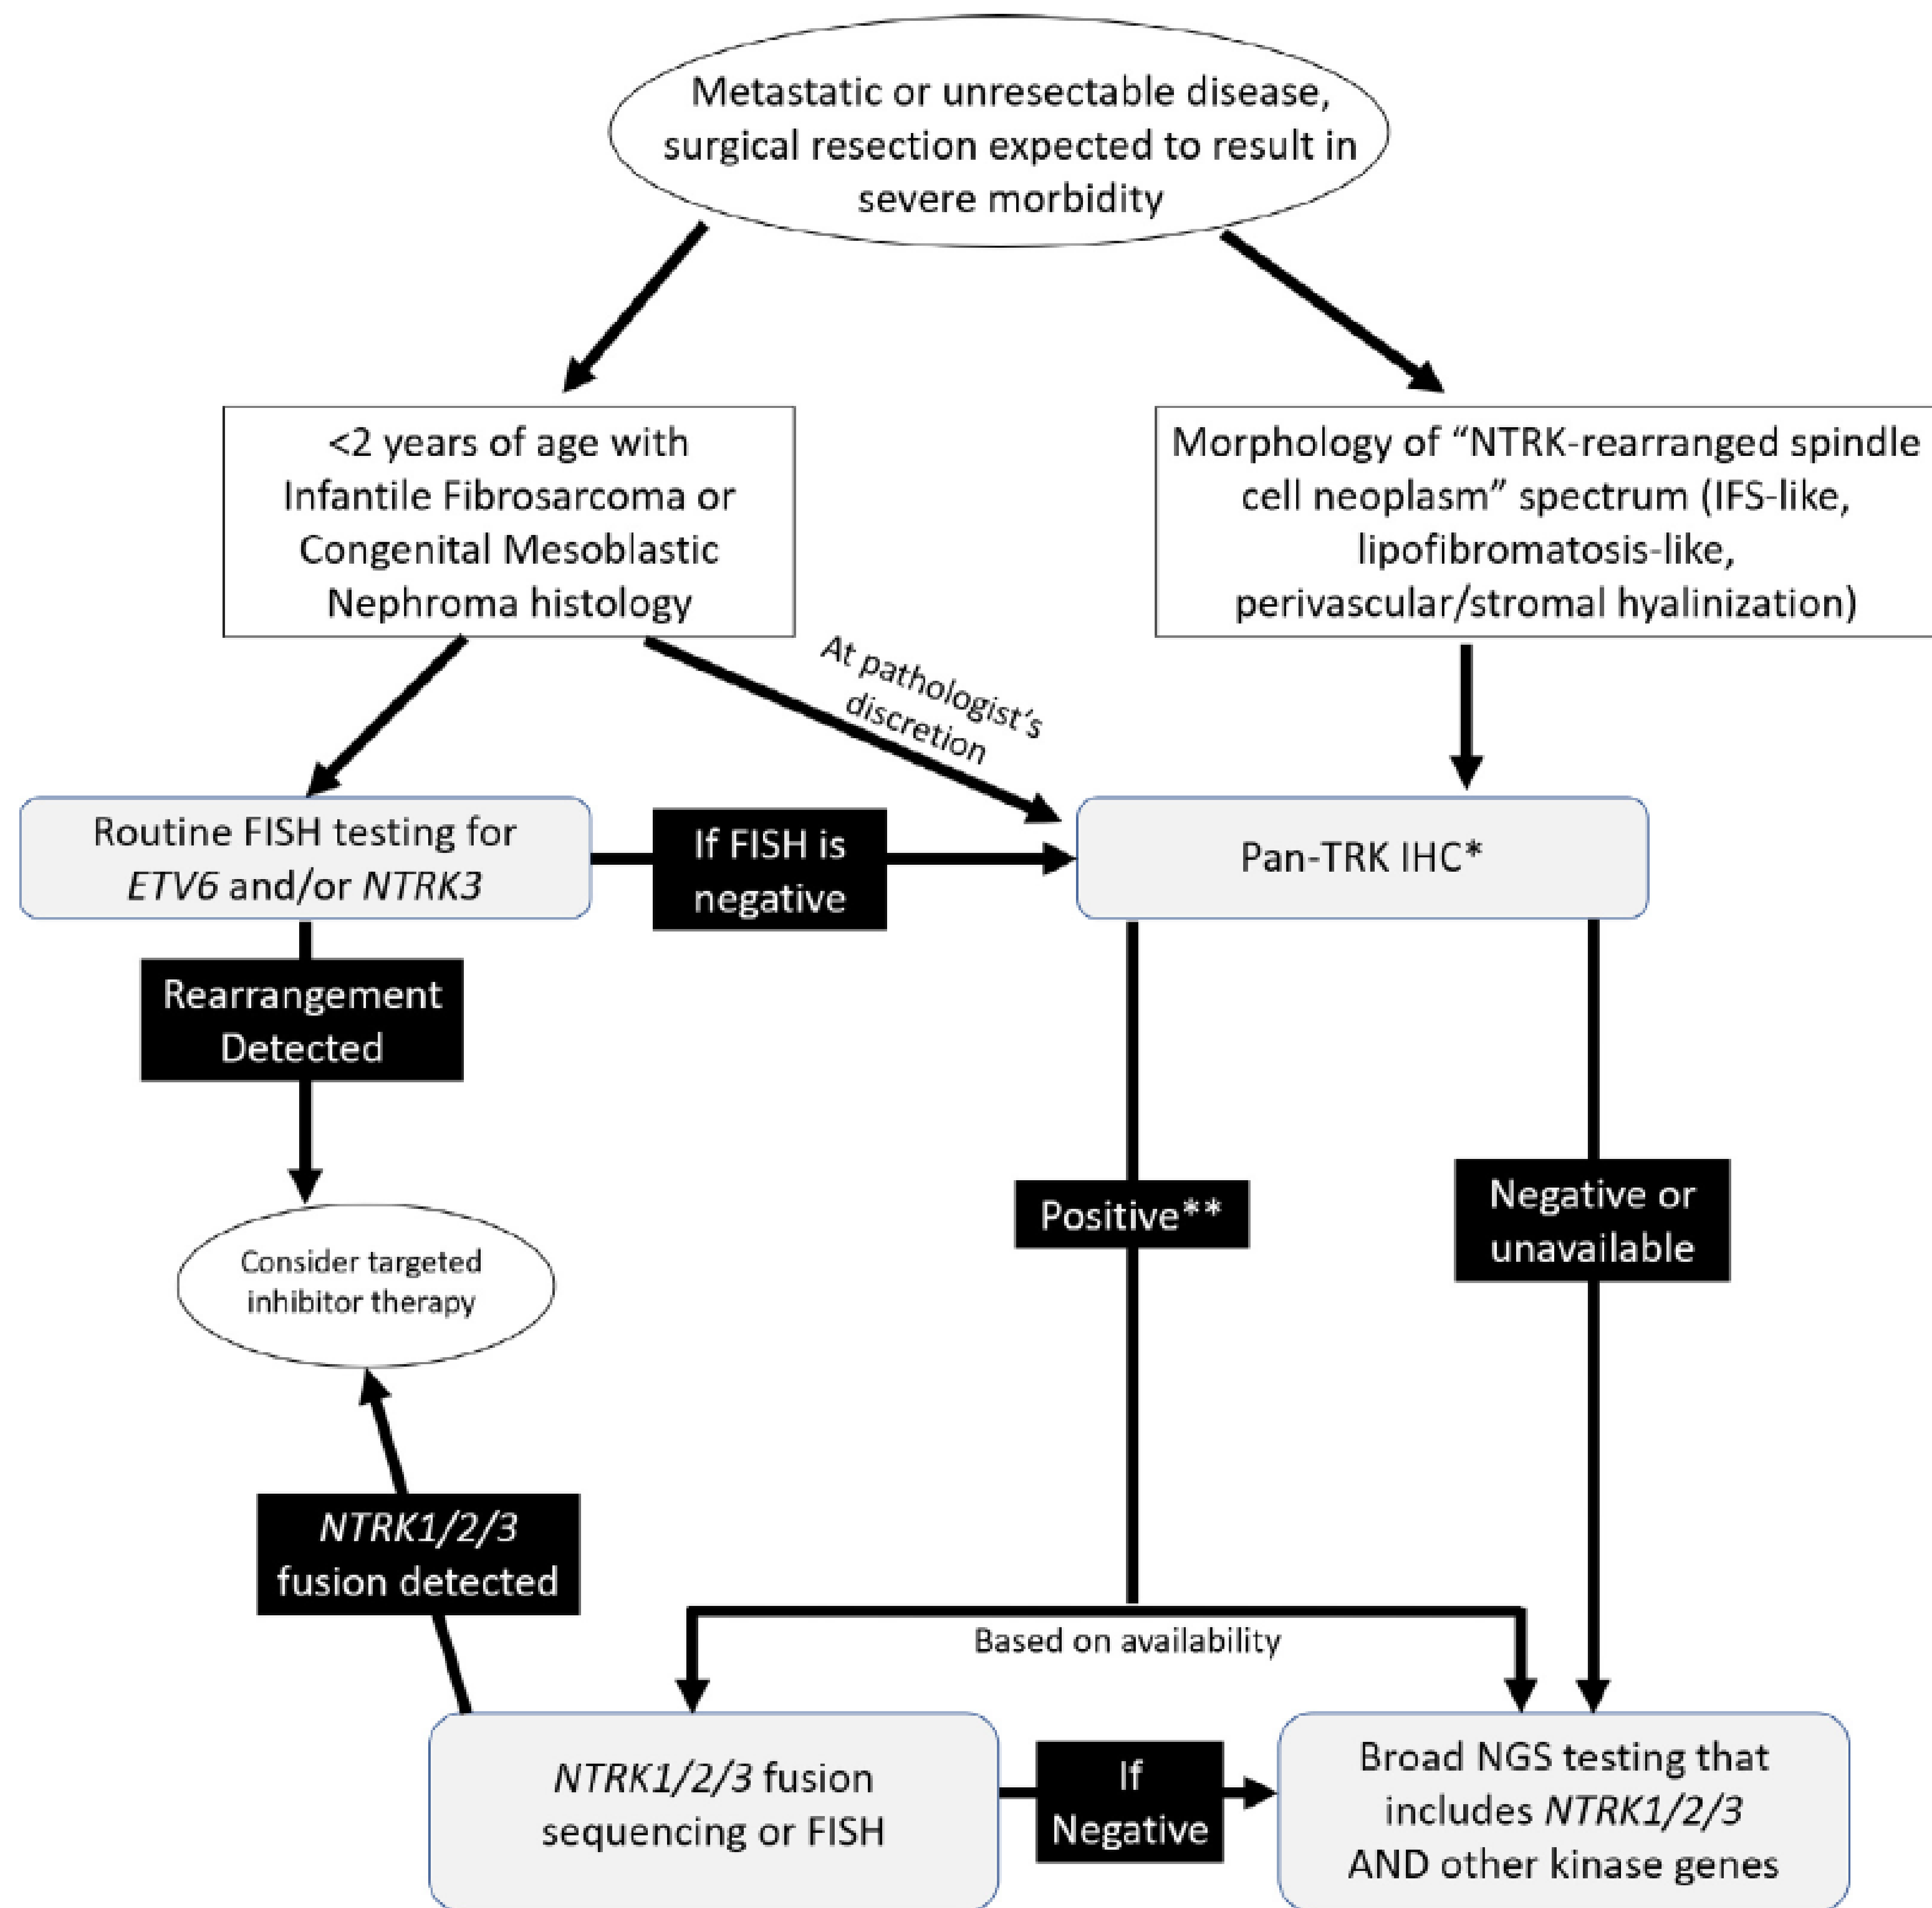 Metastatic or unresectable disease,
surgical resection expected to result in
severe morbidity
<2 years of age with
Infantile Fibrosarcoma or
Congenital Mesoblastic
Nephroma histology
Morphology of “NTRK-rearranged spindle
cell neoplasm” spectrum (IFS-like,
lipofibromatosis-like,
perivascular/stromal hyalinization)
At pathologist’s
discretion
Routine FISH testing for
ETV6 and/or NTRK3
If FISH is
negative
Pan-TRK IHC*
Rearrangement
Detected
Positive**
Negative or
unavailable
Consider targeted
inhibitor therapy
NTRK1/2/3
fusion detected
Based on availability
NTRK1/2/3 fusion
sequencing or FISH
If
Negative
Broad NGS testing that
includes NTRK1/2/3
AND other kinase genes